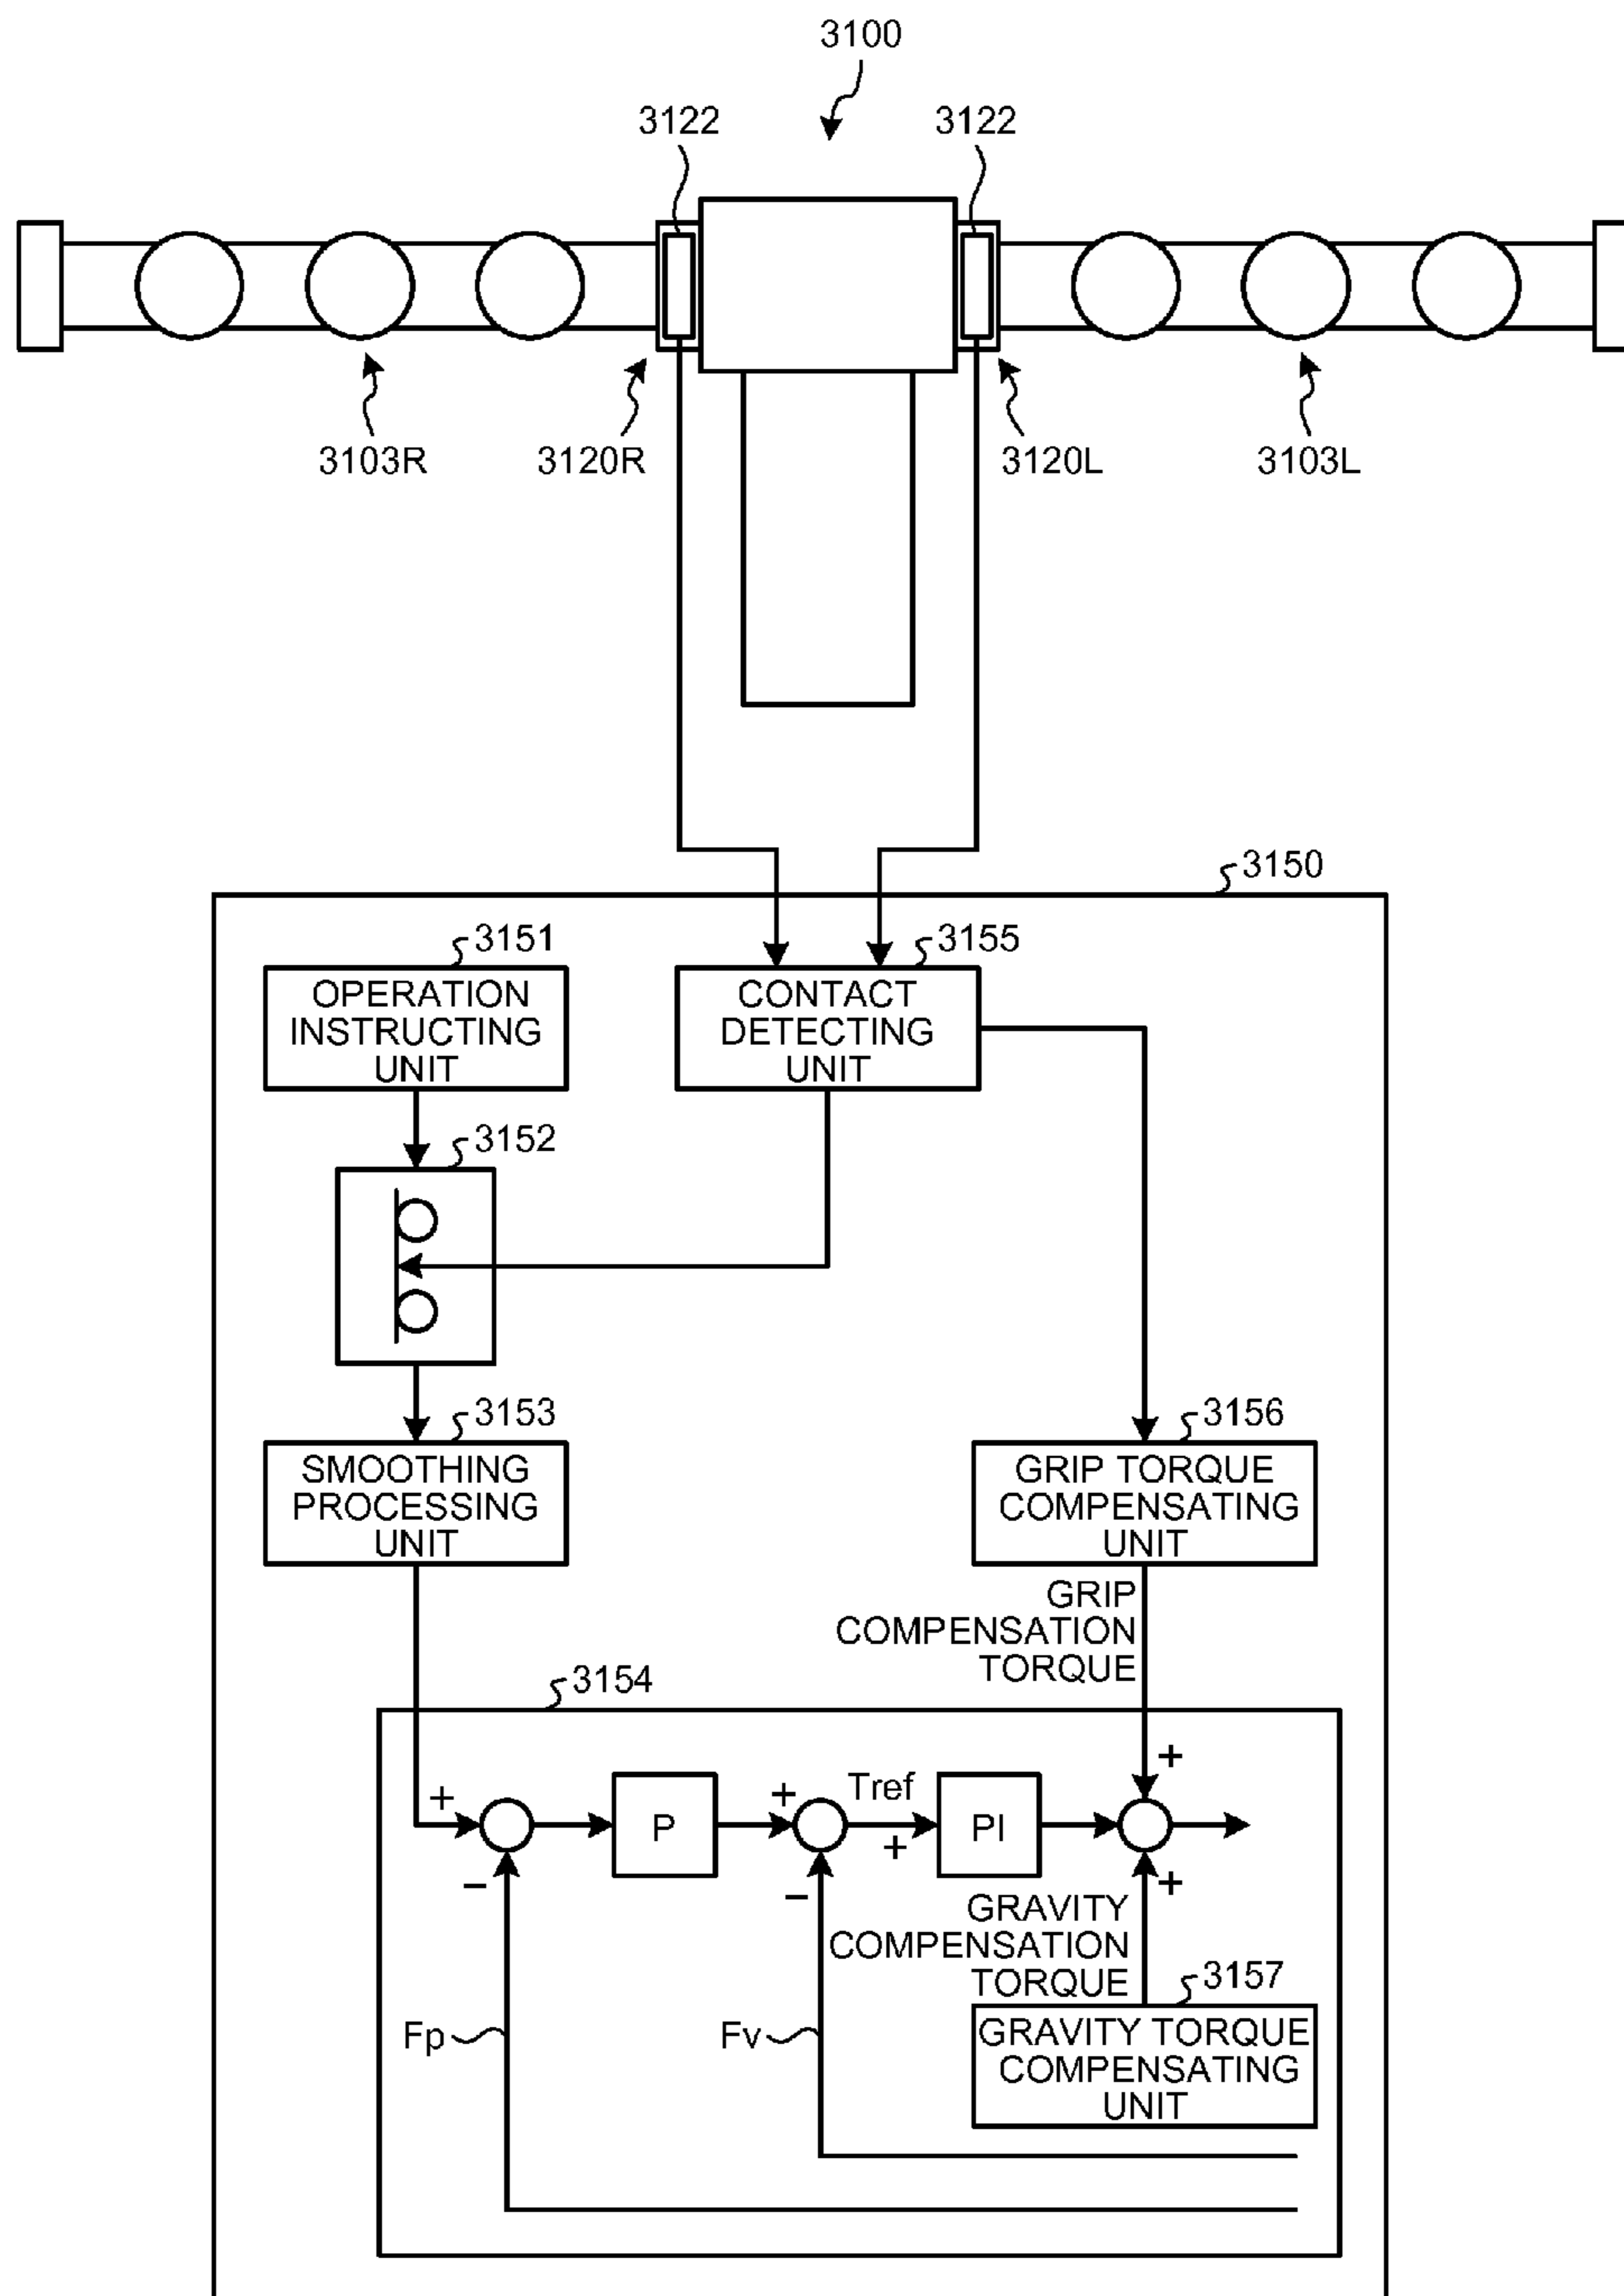 3100
3122
3122
3103R
3120R
3120L
3103L
3150
3151
3155
OPERATION
INSTRUCTING
UNIT
CONTACT
DETECTING
UNIT
3152
3153
3156
SMOOTHING
PROCESSING
UNIT
GRIP TORQUE
COMPENSATING
UNIT
GRIP
COMPENSATION
TORQUE
3154
+
+
P
+
−
Tref
+
PI
−
+
GRAVITY
COMPENSATION
TORQUE
3157
Fp
Fv
GRAVITY TORQUE
COMPENSATING
UNIT